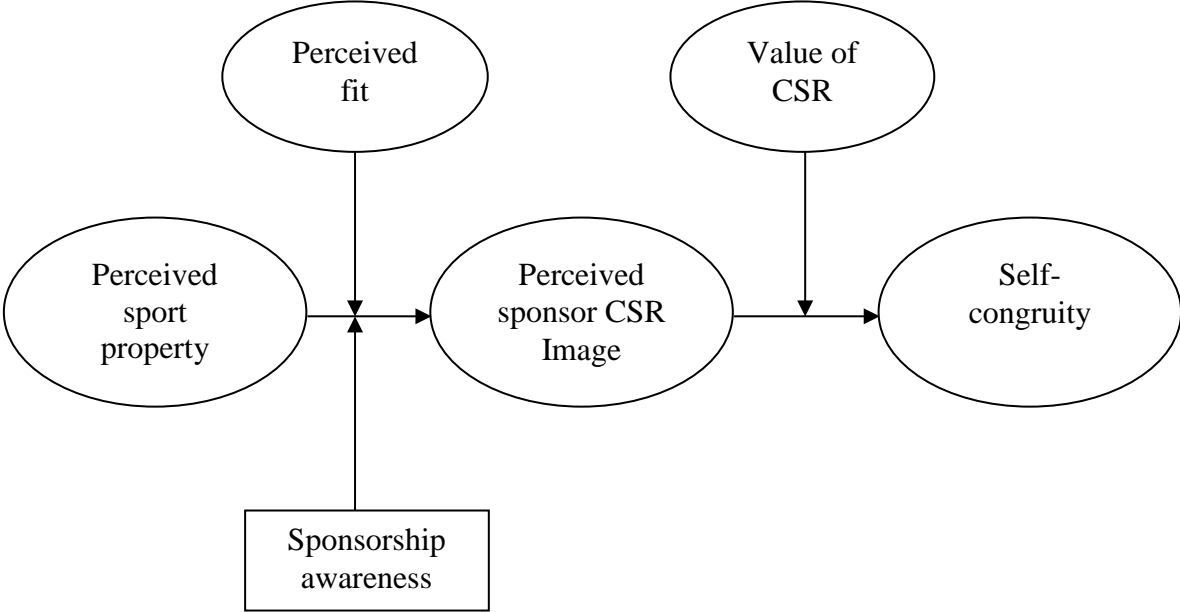 Perceived
fit
Value of
CSR
Perceived
sport
property
Perceived
sponsor CSR
Image
Self-
congruity
Sponsorship
awareness